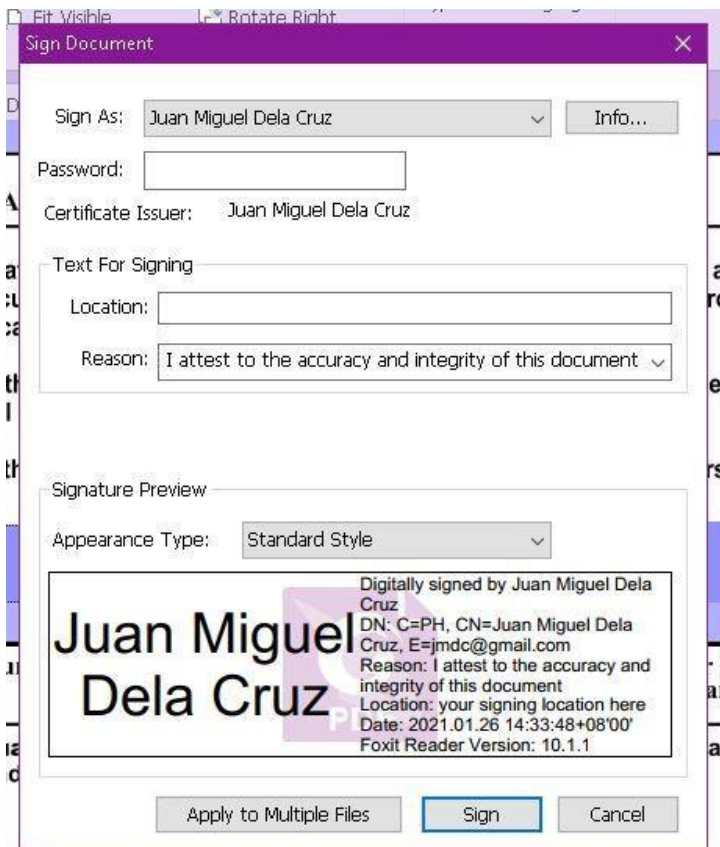 Fit Visible
Rotate Right
Sign Document
Sign As: Juan Miguel Dela Cruz Info...
Password:
Certificate Issuer: Juan Miguel Dela Cruz
Text For Signing
Location:
Reason: I attest to the accuracy and integrity of this document
Signature Preview
Appearance Type: Standard Style
Juan Miguel
Dela Cruz
Digitally signed by Juan Miguel Dela
Cruz
DN: C=PH, CN=Juan Miguel Dela
Cruz, E=jmdc@gmail.com
Reason: I attest to the accuracy and
integrity of this document
Location: your signing location here
Date: 2021.01.26 14:33:48+08'00'
Foxit Reader Version: 10.1.1
PDF
Apply to Multiple Files Sign Cancel